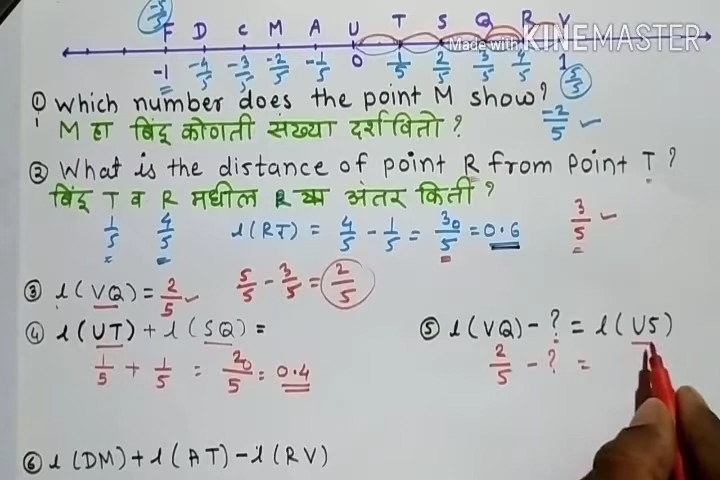 -5/5
F D C M A U T S Q R V
Made with KINEMASTER
-1 -4/5 -3/5 -2/5 -1/5 0 1/5 2/5 3/5 4/5 1 5/5
① Which number does the point M show?
M हा बिंदू कोणती संख्या दर्शवितो ? -2/5
② What is the distance of point R from Point T ?
बिंदू T व R मधील अंतर किती ?
1/5 4/5 l(RT) = 4/5 - 1/5 = 30/5 = 0.6 3/5
③ l(VQ) = 2/5 5/5 - 3/5 = 2/5
④ l(UT) + l(SQ) =
1/5 + 1/5 = 20/5 = 0.4
⑤ l(VQ) - ? = l(US)
2/5 - ? =
⑥ l(DM) + l(AT) - l(RV)